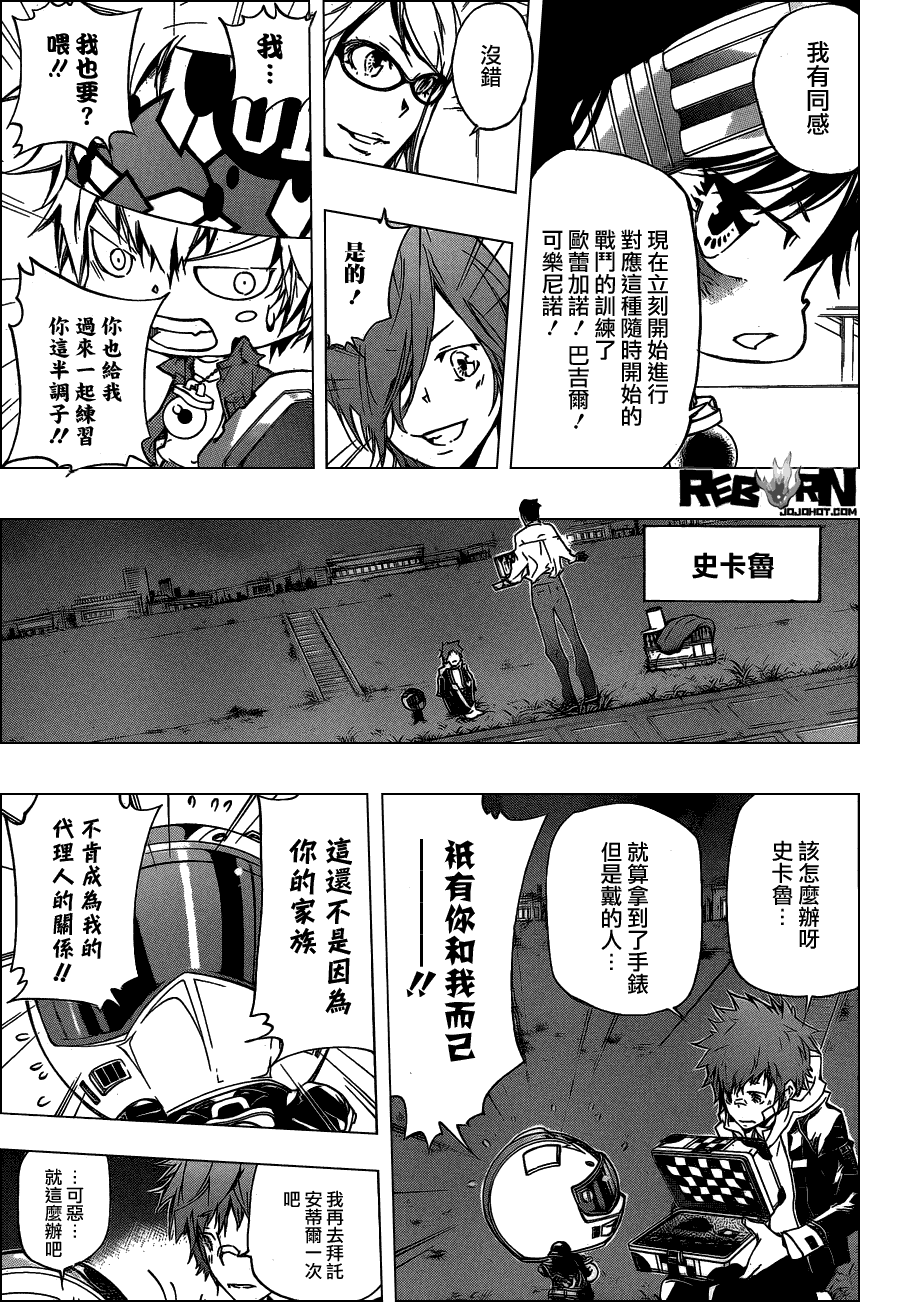 我有同感
現在立刻開始進行
對應這種隨時開始的
戰鬥的訓練了
歐蕾加諾！巴吉爾！
可樂尼諾！
沒錯
是的！
我…
我也要？
喂!!
你也給我
過來一起練習
你這半調子!!
REBORN
JOJOHOT.COM
史卡魯
該怎麼辦呀
史卡魯…
就算拿到了手錶
但是戴的人…
祇有你和我而已
——!!
這還不是因為
你的家族
不肯成為我的
代理人的關係!!
我再去拜託
安蒂爾一次
吧
…可惡…
就這麼辦吧